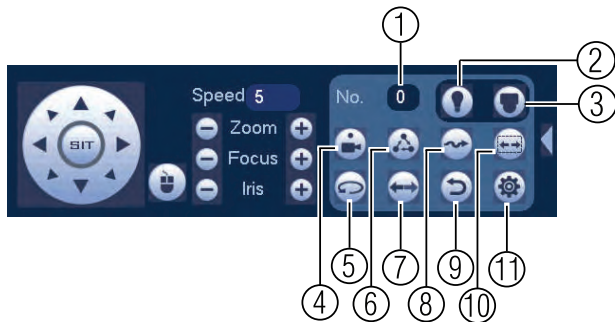 ①
②
Speed 5 No. 0
③
Zoom
SIT
Focus
Iris
⑤ ⑦ ⑨ ⑪
④ ⑥ ⑧ ⑩